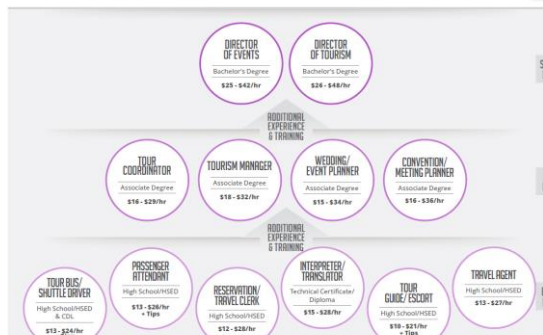 DIRECTOR
OF EVENTS
Bachelor's Degree
$25 - $42/hr
DIRECTOR
OF TOURISM
Bachelor's Degree
$26 - $48/hr
ADDITIONAL
EXPERIENCE
& TRAINING
TOUR
COORDINATOR
Associate Degree
$16 - $29/hr
TOURISM MANAGER
Associate Degree
$18 - $32/hr
WEDDING/
EVENT PLANNER
Associate Degree
$15 - $34/hr
CONVENTION/
MEETING PLANNER
Associate Degree
$16 - $36/hr
ADDITIONAL
EXPERIENCE
& TRAINING
TOUR BUS/
SHUTTLE DRIVER
High School/HSED
& CDL
$13 - $24/hr
PASSENGER
ATTENDANT
High School/HSED
$13 - $26/hr
+ Tips
RESERVATION/
TRAVEL CLERK
High School/HSED
$12 - $28/hr
INTERPRETER/
TRANSLATOR
Technical Certificate/
Diploma
$15 - $28/hr
TOUR
GUIDE/ESCORT
High School/HSED
$10 - $21/hr
+ Tips
TRAVEL AGENT
High School/HSED
$13 - $27/hr